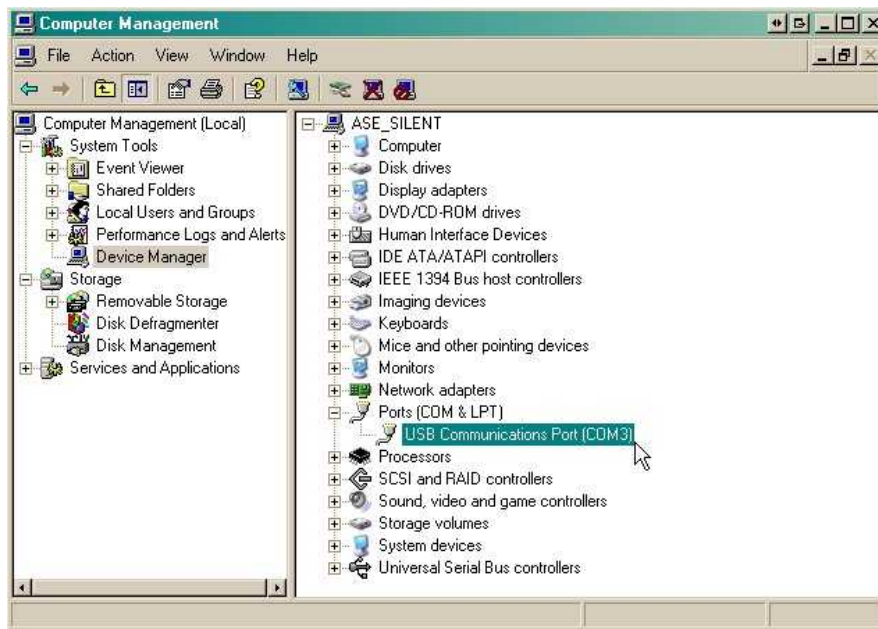 Computer Management
File Action View Window Help
Computer Management (Local)
System Tools
Event Viewer
Shared Folders
Local Users and Groups
Performance Logs and Alerts
Device Manager
Storage
Removable Storage
Disk Defragmenter
Disk Management
Services and Applications
ASE_SILENT
Computer
Disk drives
Display adapters
DVD/CD-ROM drives
Human Interface Devices
IDE ATA/ATAPI controllers
IEEE 1394 Bus host controllers
Imaging devices
Keyboards
Mice and other pointing devices
Monitors
Network adapters
Ports (COM & LPT)
USB Communications Port (COM3)
Processors
SCSI and RAID controllers
Sound, video and game controllers
Storage volumes
System devices
Universal Serial Bus controllers